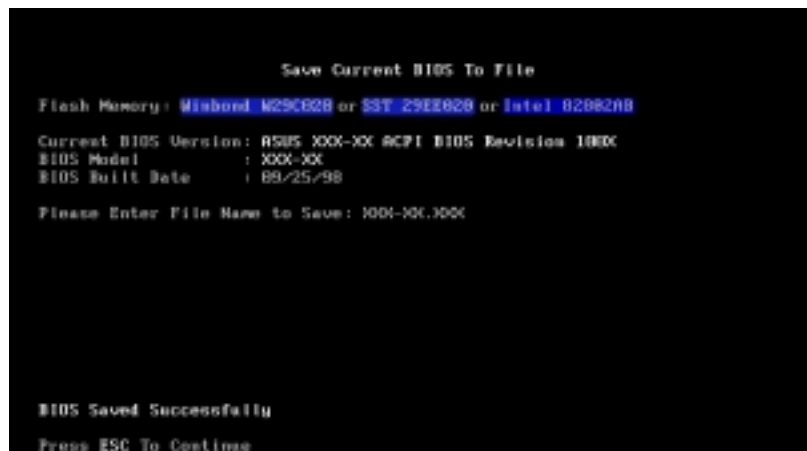 Save Current BIOS To File
Flash Memory: Winbond W29C020 or SST 29EE020 or Intel 82802AB
Current BIOS Version: ASUS XXX-XX ACPI BIOS Revision 100X
BIOS Model : XXX-XX
BIOS Built Date : 09/25/98
Please Enter File Name to Save: XXX-XX.XXX
BIOS Saved Successfully
Press ESC To Continue